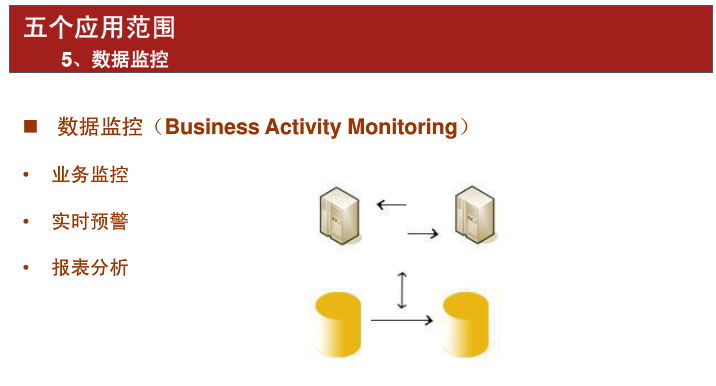 五个应用范围
5、数据监控
■ 数据监控（Business Activity Monitoring）
• 业务监控
• 实时预警
• 报表分析